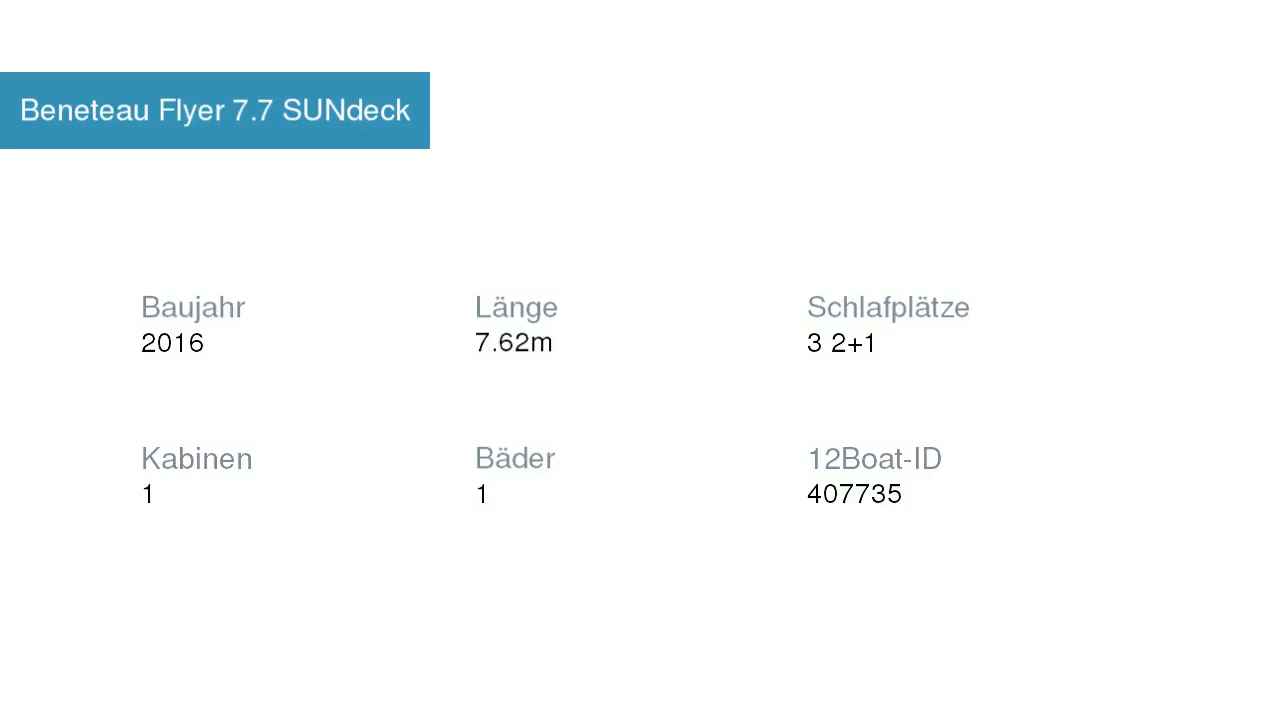 Beneteau Flyer 7.7 SUNdeck
Baujahr
2016
Länge
7.62m
Schlafplätze
3 2+1
Kabinen
1
Bäder
1
12Boat-ID
407735